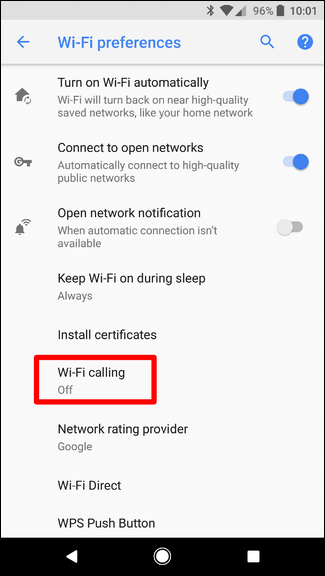 96% 10:01
Wi-Fi preferences
Turn on Wi-Fi automatically
Wi-Fi will turn back on near high-quality
saved networks, like your home network
Connect to open networks
Automatically connect to high-quality
public networks
Open network notification
When automatic connection isn't
available
Keep Wi-Fi on during sleep
Always
Install certificates
Wi-Fi calling
Off
Network rating provider
Google
Wi-Fi Direct
WPS Push Button